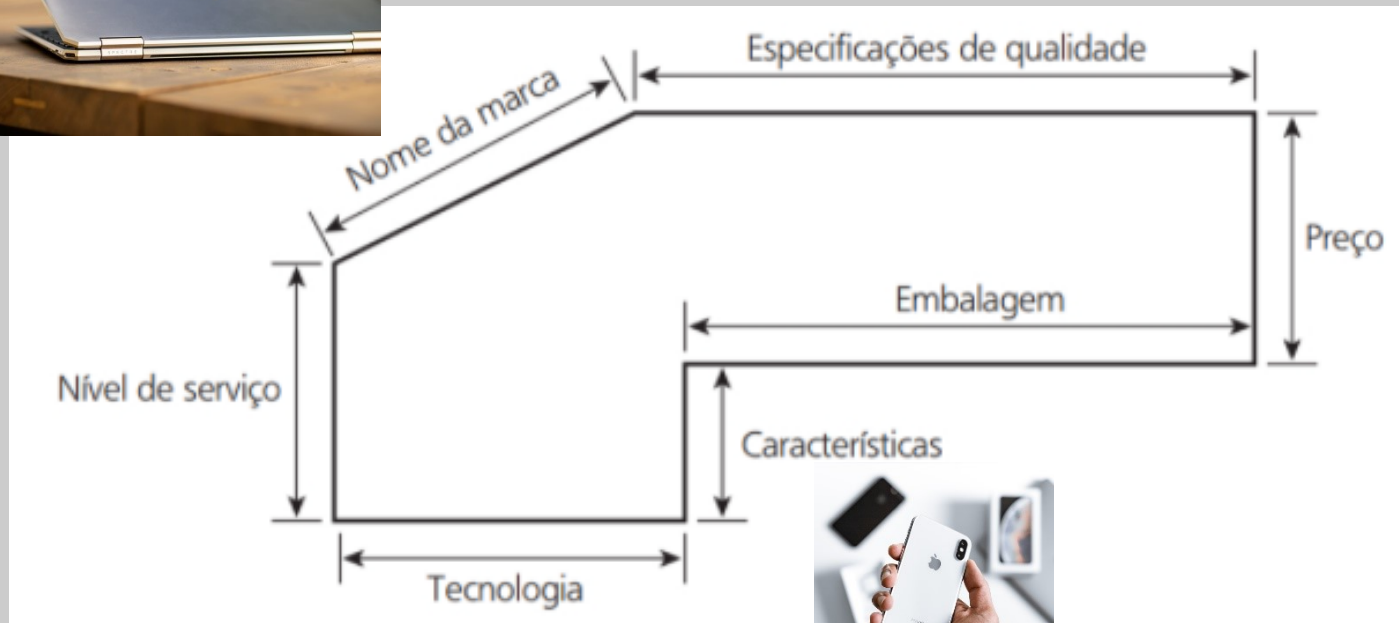 Especificações de qualidade
Nome da marca
Preço
Embalagem
Nível de serviço
Características
Tecnologia